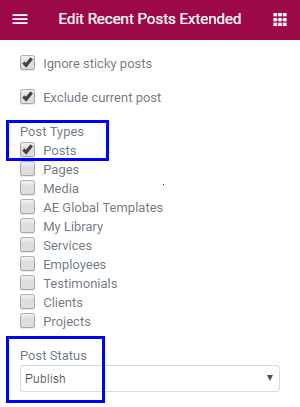 Edit Recent Posts Extended
Ignore sticky posts
Exclude current post
Post Types
Posts
Pages
Media
AE Global Templates
My Library
Services
Employees
Testimonials
Clients
Projects
Post Status
Publish